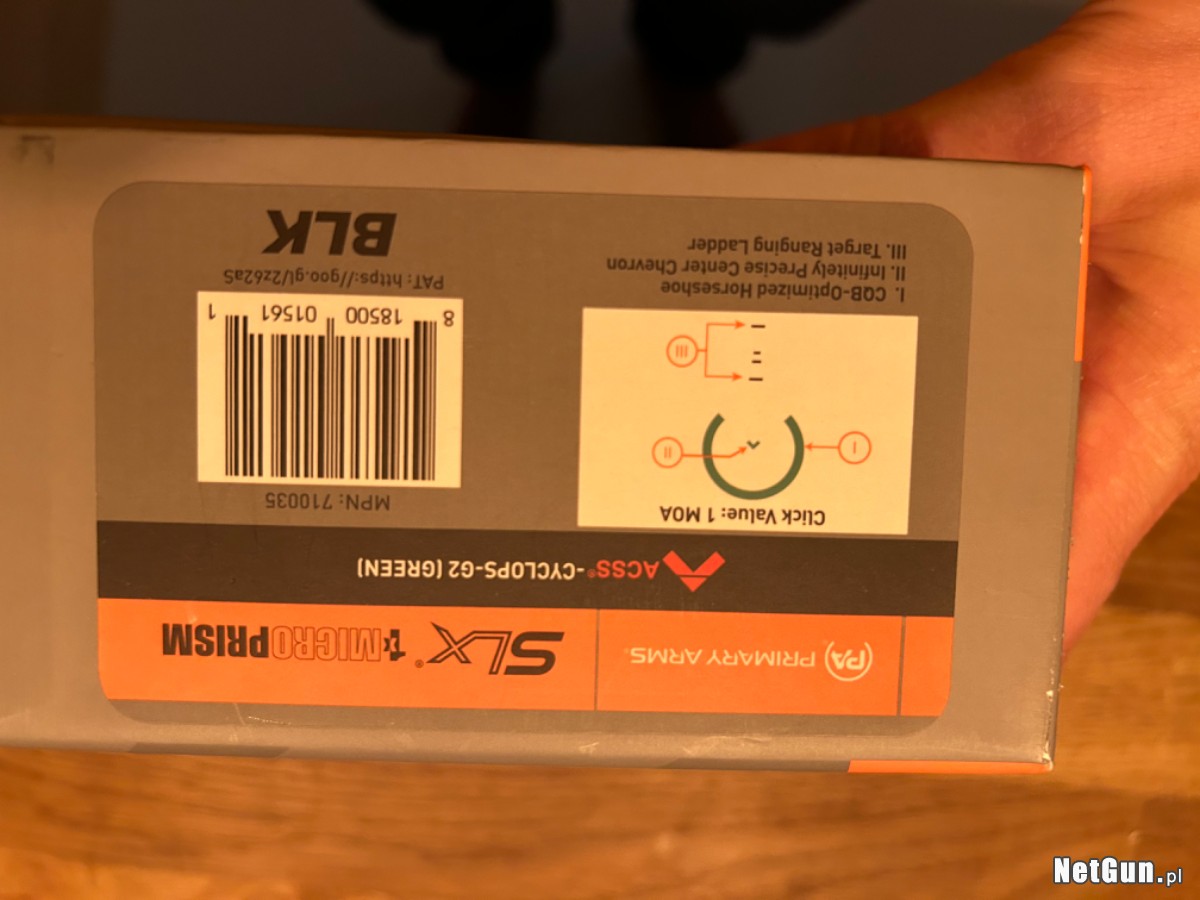 PA PRIMARY ARMS®
SLX® 1x MICROPRISM
ACSS®-CYCLOPS-G2 (GREEN)
Click Value: 1 MOA
I
II
III
I. CQB-Optimized Horseshoe
II. Infinitely Precise Center Chevron
III. Target Ranging Ladder
MPN: 710035
8 18500 01561 1
PAT: https://goo.gl/2z62aS
BLK
NetGun.pl